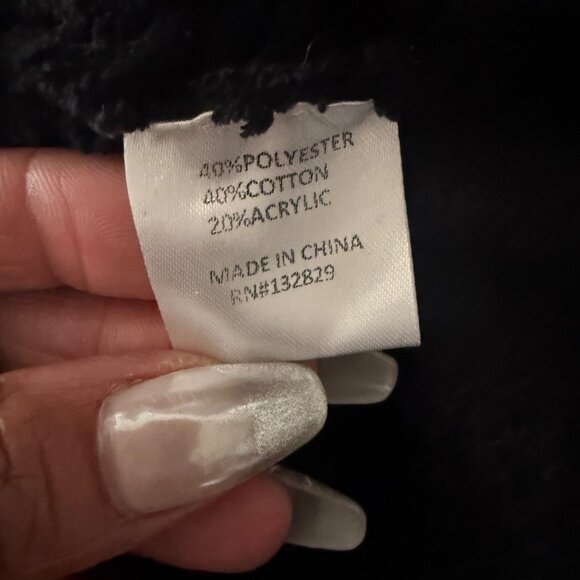 40%POLYESTER
40%COTTON
20%ACRYLIC
MADE IN CHINA
RN#132829